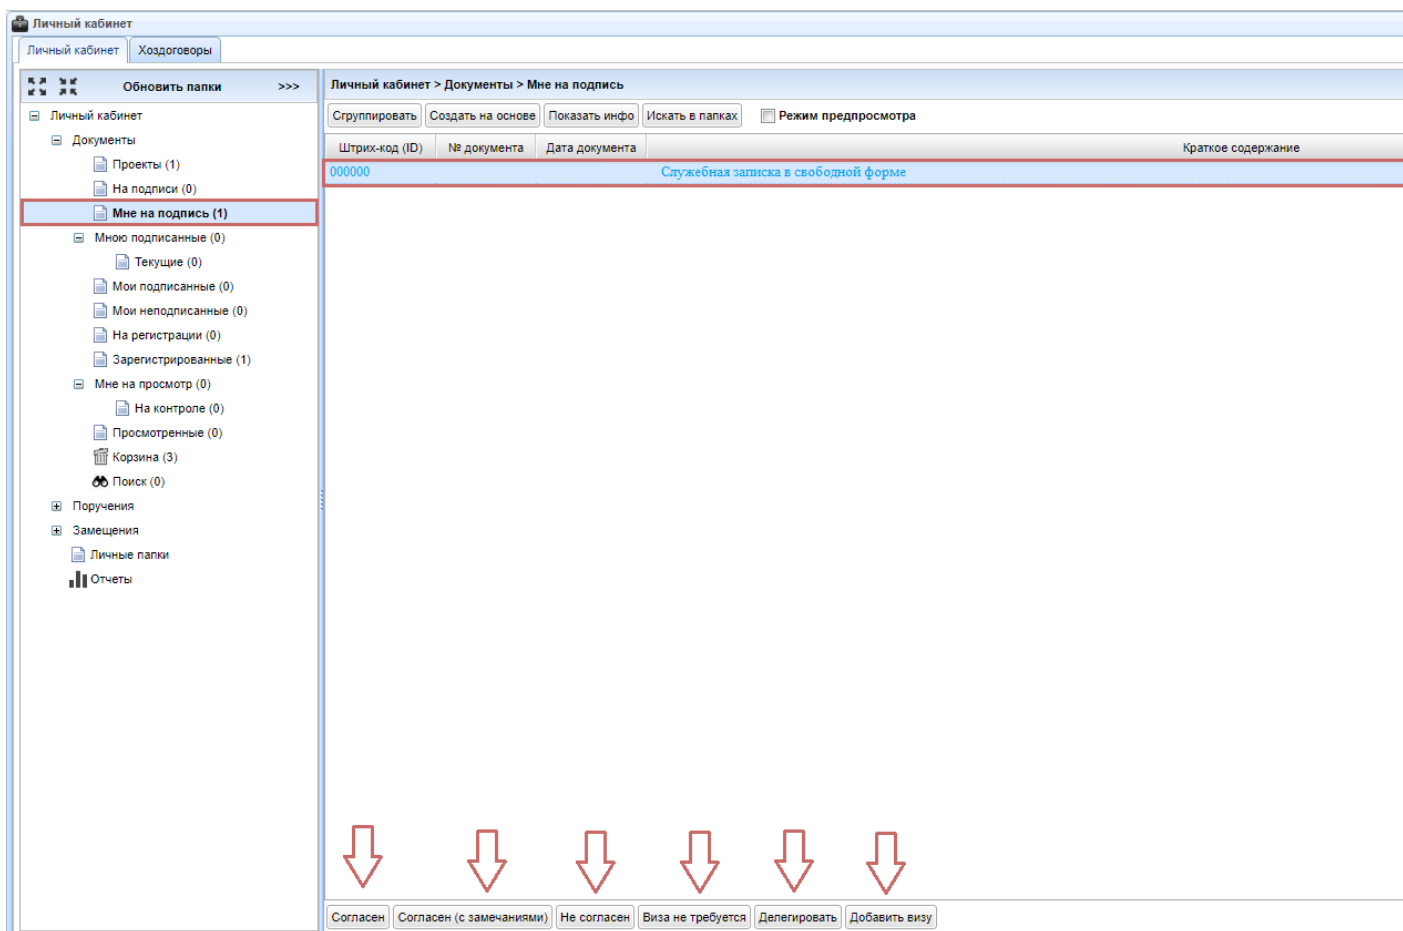 Личный кабинет
Личный кабинет Хоздоговоры
Обновить папки >>>
Личный кабинет
Документы
Проекты (1)
На подписи (0)
Мне на подпись (1)
Мною подписанные (0)
Текущие (0)
Мои подписанные (0)
Мои неподписанные (0)
На регистрации (0)
Зарегистрированные (1)
Мне на просмотр (0)
На контроле (0)
Просмотренные (0)
Корзина (3)
Поиск (0)
Поручения
Замещения
Личные папки
Отчеты
Личный кабинет > Документы > Мне на подпись
Сгруппировать Создать на основе Показать инфо Искать в папках Режим предпросмотра
Штрих-код (ID) № документа Дата документа Краткое содержание
000000 Служебная записка в свободной форме
Согласен Согласен (с замечаниями) Не согласен Виза не требуется Делегировать Добавить визу